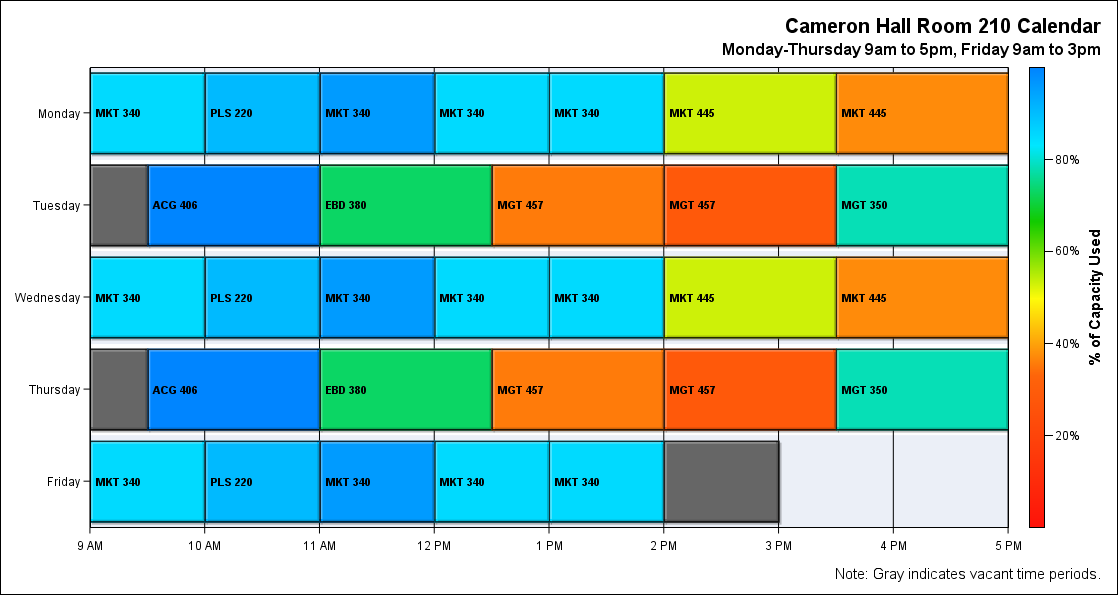 Cameron Hall Room 210 Calendar
Monday-Thursday 9am to 5pm, Friday 9am to 3pm
Monday
MKT 340 PLS 220 MKT 340 MKT 340 MKT 340 MKT 445 MKT 445
Tuesday
ACG 406 EBD 380 MGT 457 MGT 457 MGT 350
Wednesday
MKT 340 PLS 220 MKT 340 MKT 340 MKT 340 MKT 445 MKT 445
Thursday
ACG 406 EBD 380 MGT 457 MGT 457 MGT 350
Friday
MKT 340 PLS 220 MKT 340 MKT 340 MKT 340
9 AM 10 AM 11 AM 12 PM 1 PM 2 PM 3 PM 4 PM 5 PM
80%
60%
40%
20%
% of Capacity Used
Note: Gray indicates vacant time periods.